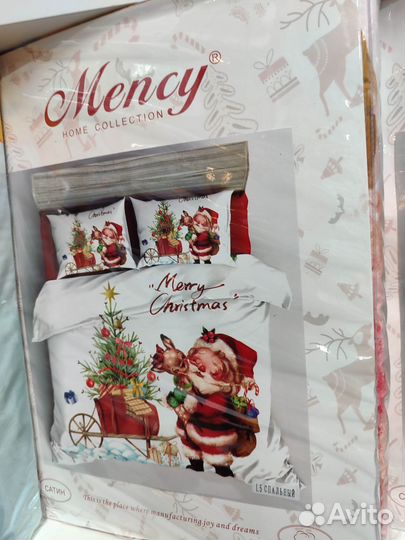 Mency®
HOME COLLECTION
Christmas
"Merry
Christmas"
1,5 СПАЛЬНЫЙ
САТИН
This is the place where manufacturing joy and dreams
Avito